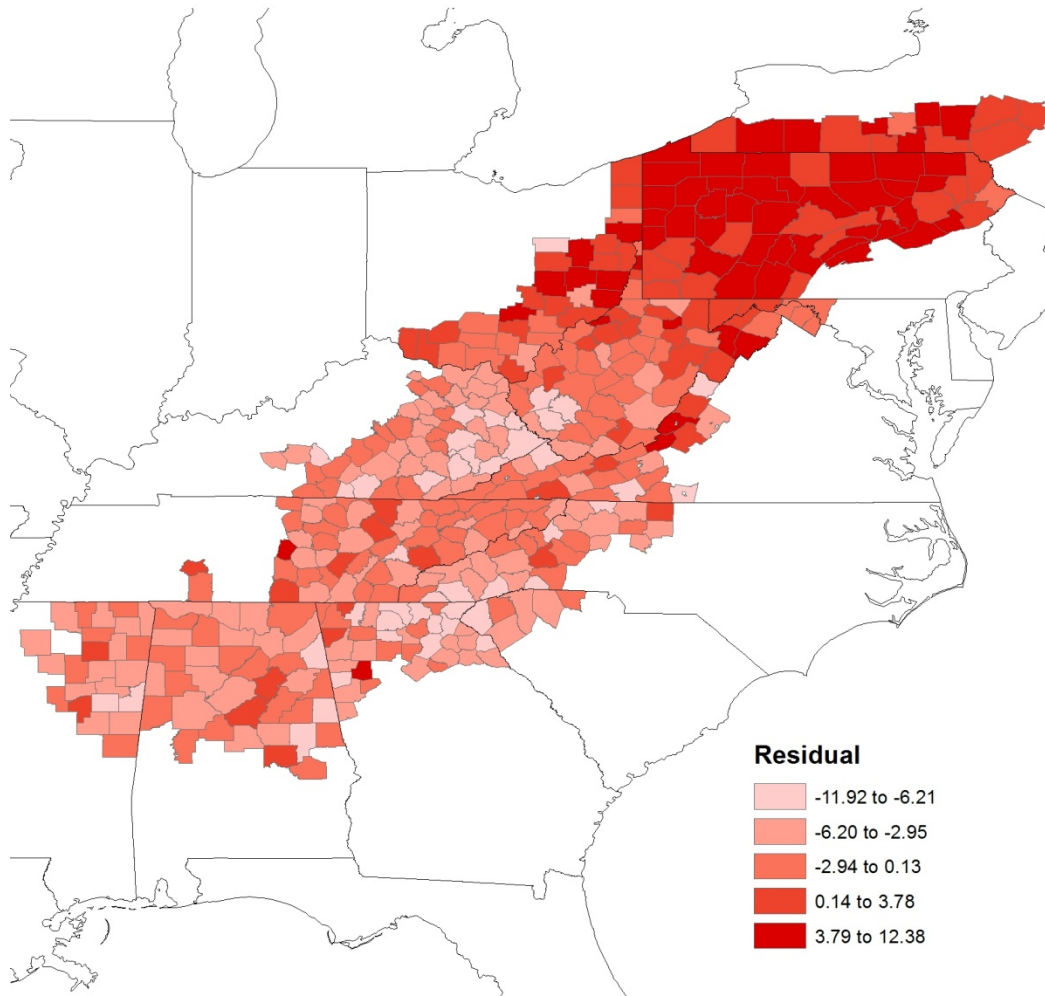 Residual
-11.92 to -6.21
-6.20 to -2.95
-2.94 to 0.13
0.14 to 3.78
3.79 to 12.38